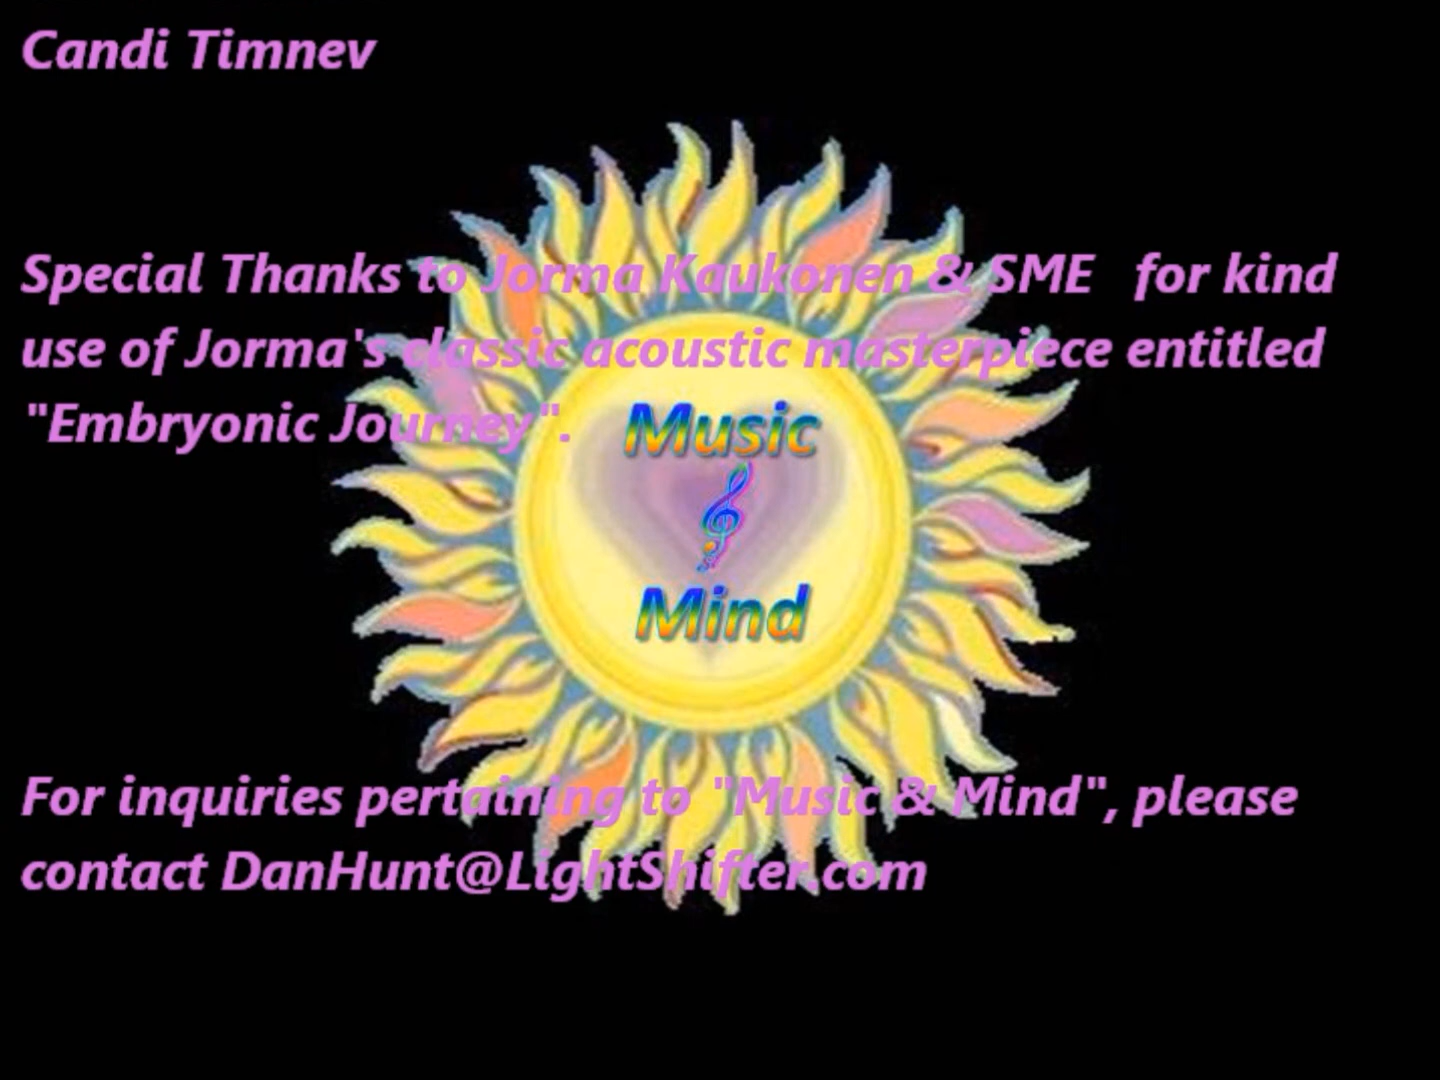 Candi Timnev
Special Thanks to Jorma Kaukonen & SME for kind
use of Jorma's classic acoustic masterpiece entitled
"Embryonic Journey".
Music
Mind
For inquiries pertaining to "Music & Mind", please
contact DanHunt@LightShifter.com